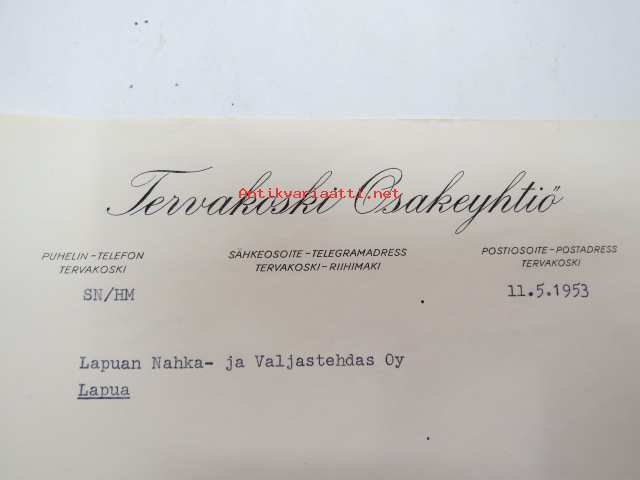 Tervakoski Osakeyhtiö
Antikvariaatti.net
PUHELIN – TELEFON
TERVAKOSKI
SÄHKEOSOITE – TELEGRAMADRESS
TERVAKOSKI – RIIHIMAKI
POSTIOSOITE – POSTADRESS
TERVAKOSKI
SN/HM
11.5.1953
Lapuan Nahka- ja Valjastehdas Oy
Lapua